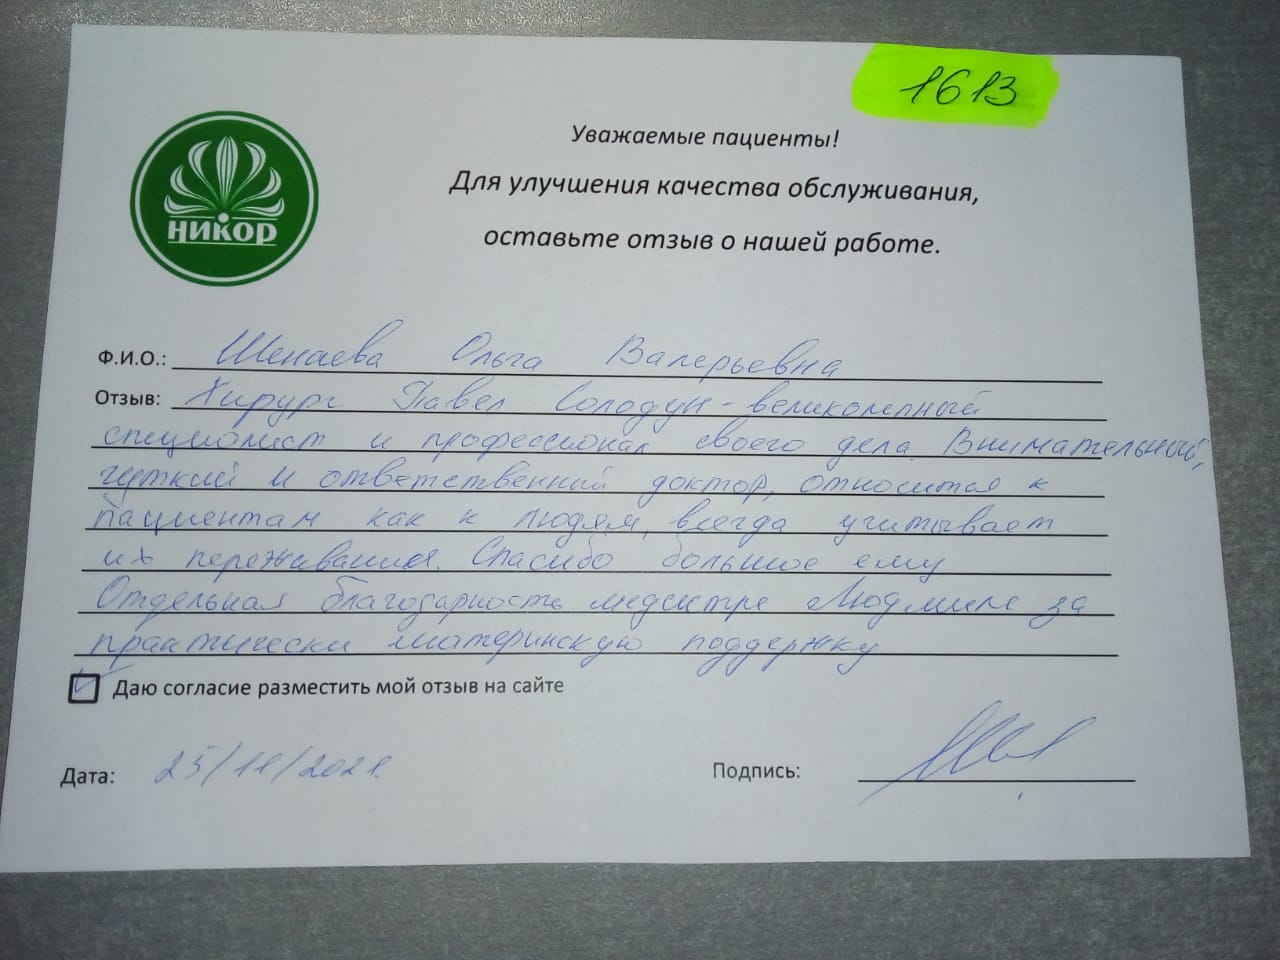 1613
НИКОР
Уважаемые пациенты!
Для улучшения качества обслуживания,
оставьте отзыв о нашей работе.
Ф.И.О.: Шенаева Ольга Валерьевна
Отзыв: Хирург Павел Солодун - великолепный
специалист и профессионал своего дела Внимательный,
чуткий и ответственный доктор, относится к
пациентам как к людям, всегда учитывает
их переживания. Спасибо большое ему
Отдельная благодарность медсестре Людмиле за
практически материнскую поддержку
Даю согласие разместить мой отзыв на сайте
Дата: 25/11/2021.
Подпись: